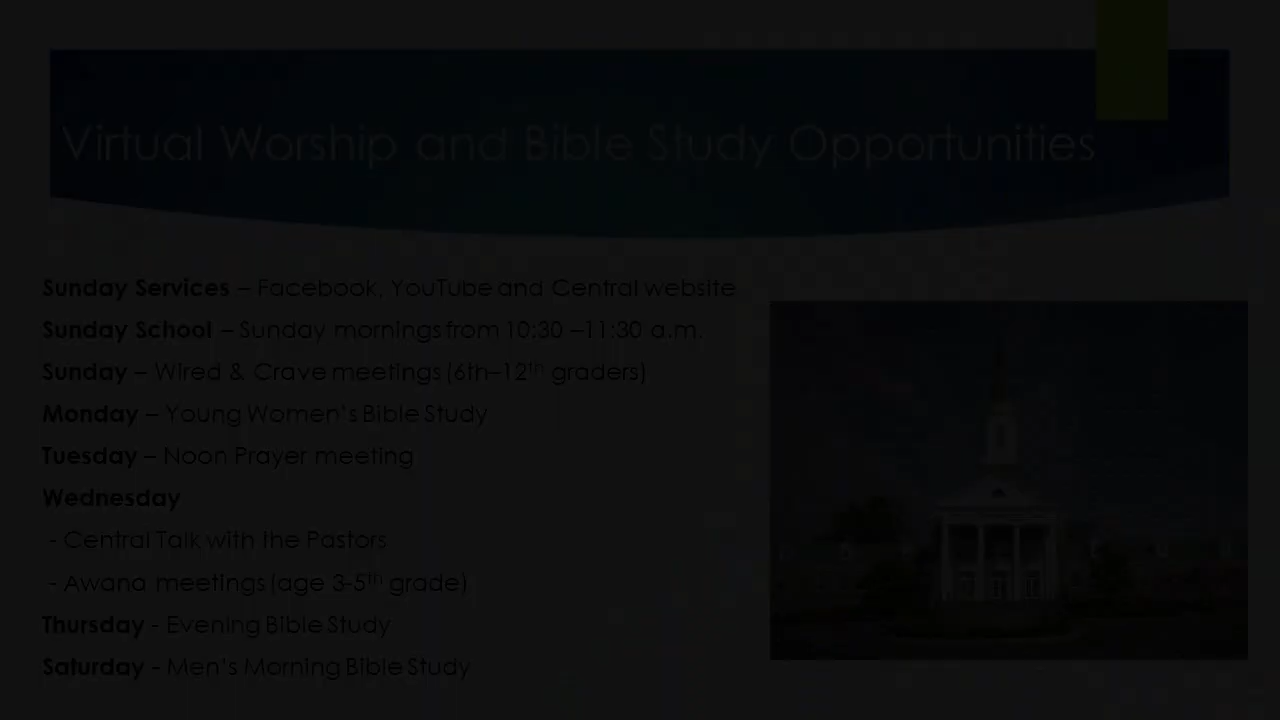 Virtual Worship and Bible Study Opportunities
Sunday Services – Facebook, YouTube and Central website
Sunday School – Sunday mornings from 10:30 –11:30 a.m.
Sunday – Wired & Crave meetings (6th–12th graders)
Monday – Young Women's Bible Study
Tuesday – Noon Prayer meeting
Wednesday
- Central Talk with the Pastors
- Awana meetings (age 3-5th grade)
Thursday - Evening Bible Study
Saturday - Men's Morning Bible Study